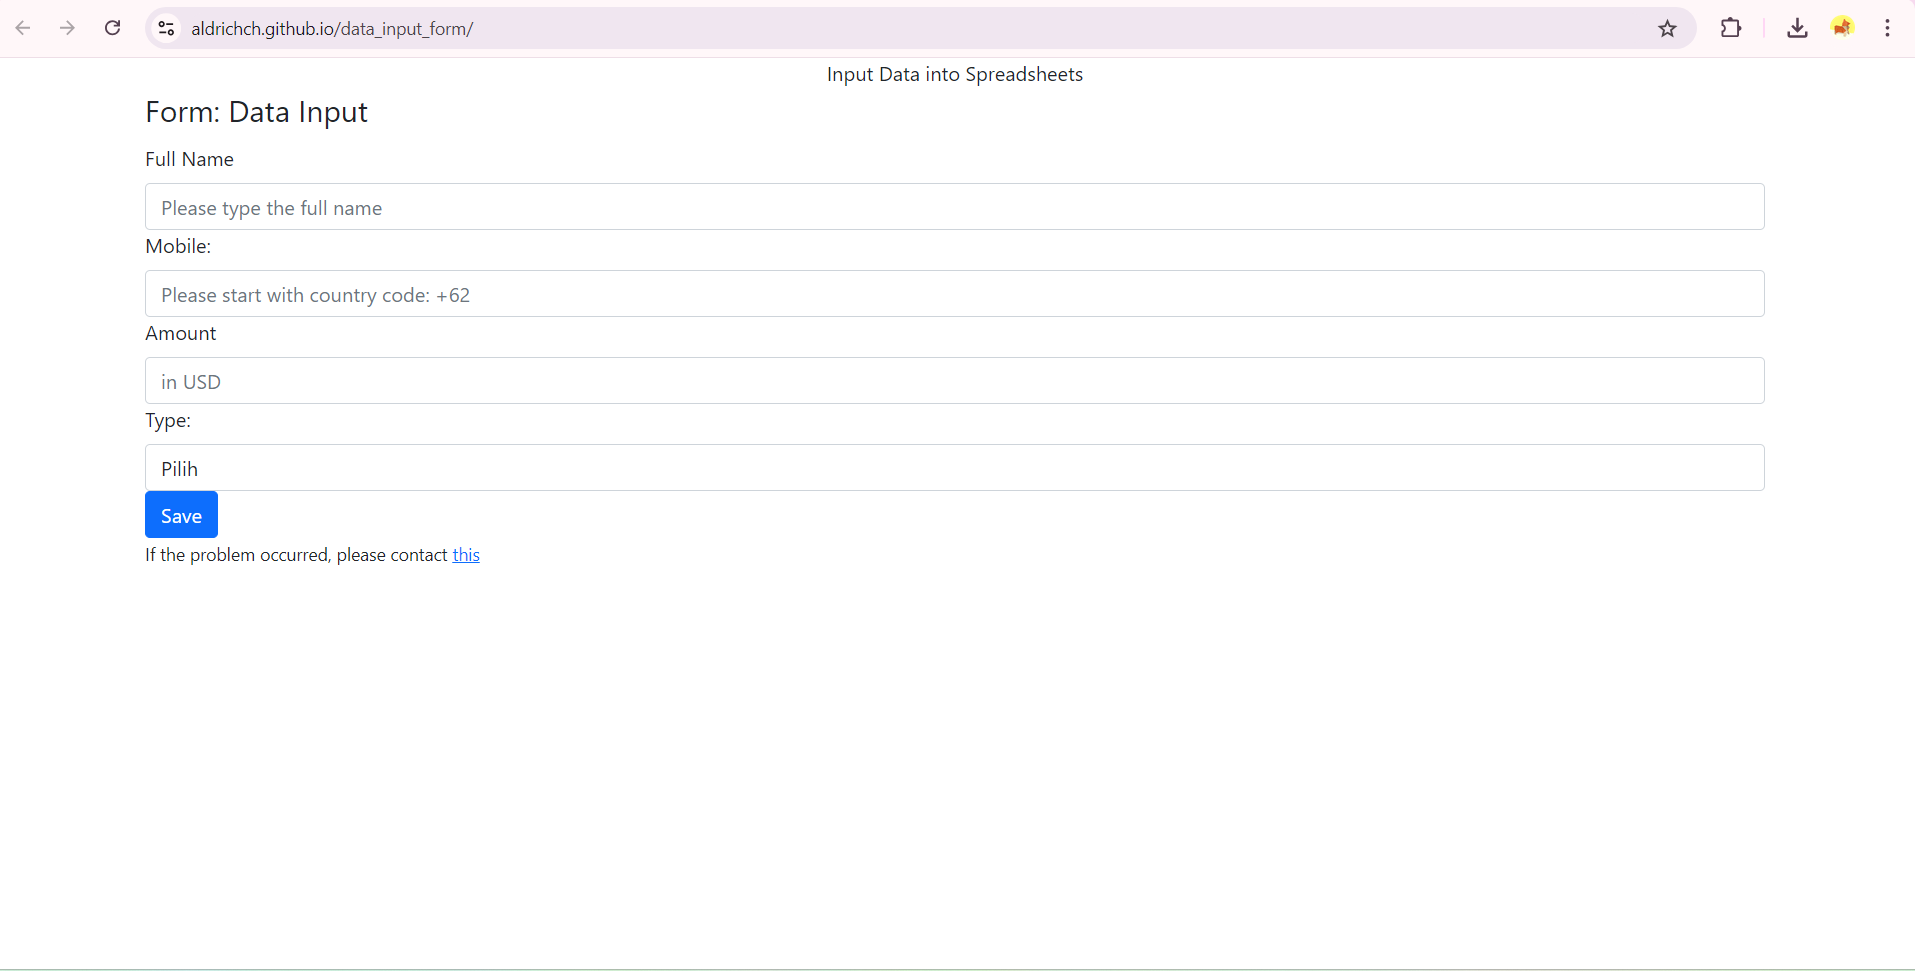 aldrichch.github.io/data_input_form/
Input Data into Spreadsheets
Form: Data Input
Full Name
Please type the full name
Mobile:
Please start with country code: +62
Amount
in USD
Type:
Pilih
Save
If the problem occurred, please contact this